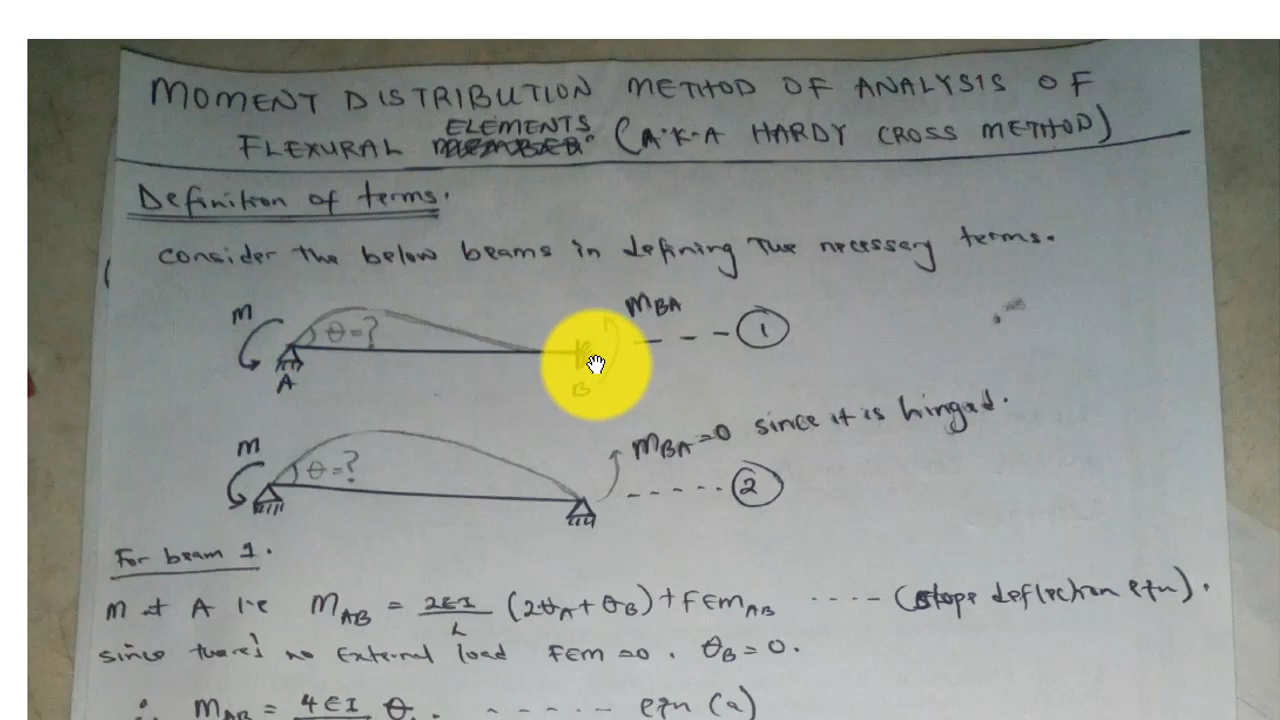 MOMENT DISTRIBUTION METHOD OF ANALYSIS OF
FLEXURAL ELEMENTS (A.K.A HARDY CROSS METHOD)
Definition of terms.
consider the below beams in defining the necessary terms.
M θ=? MBA --- 1
A B
M θ=? MBA=0 since it is hinged.
----- 2
For beam 1.
M at A i.e MAB = 2EI/L (2θA + θB) + FEMAB ---- (slope deflection eqn).
since there's no External load FEM = 0. θB = 0.
∴ MAB = 4EI θ. ------ eqn (a)